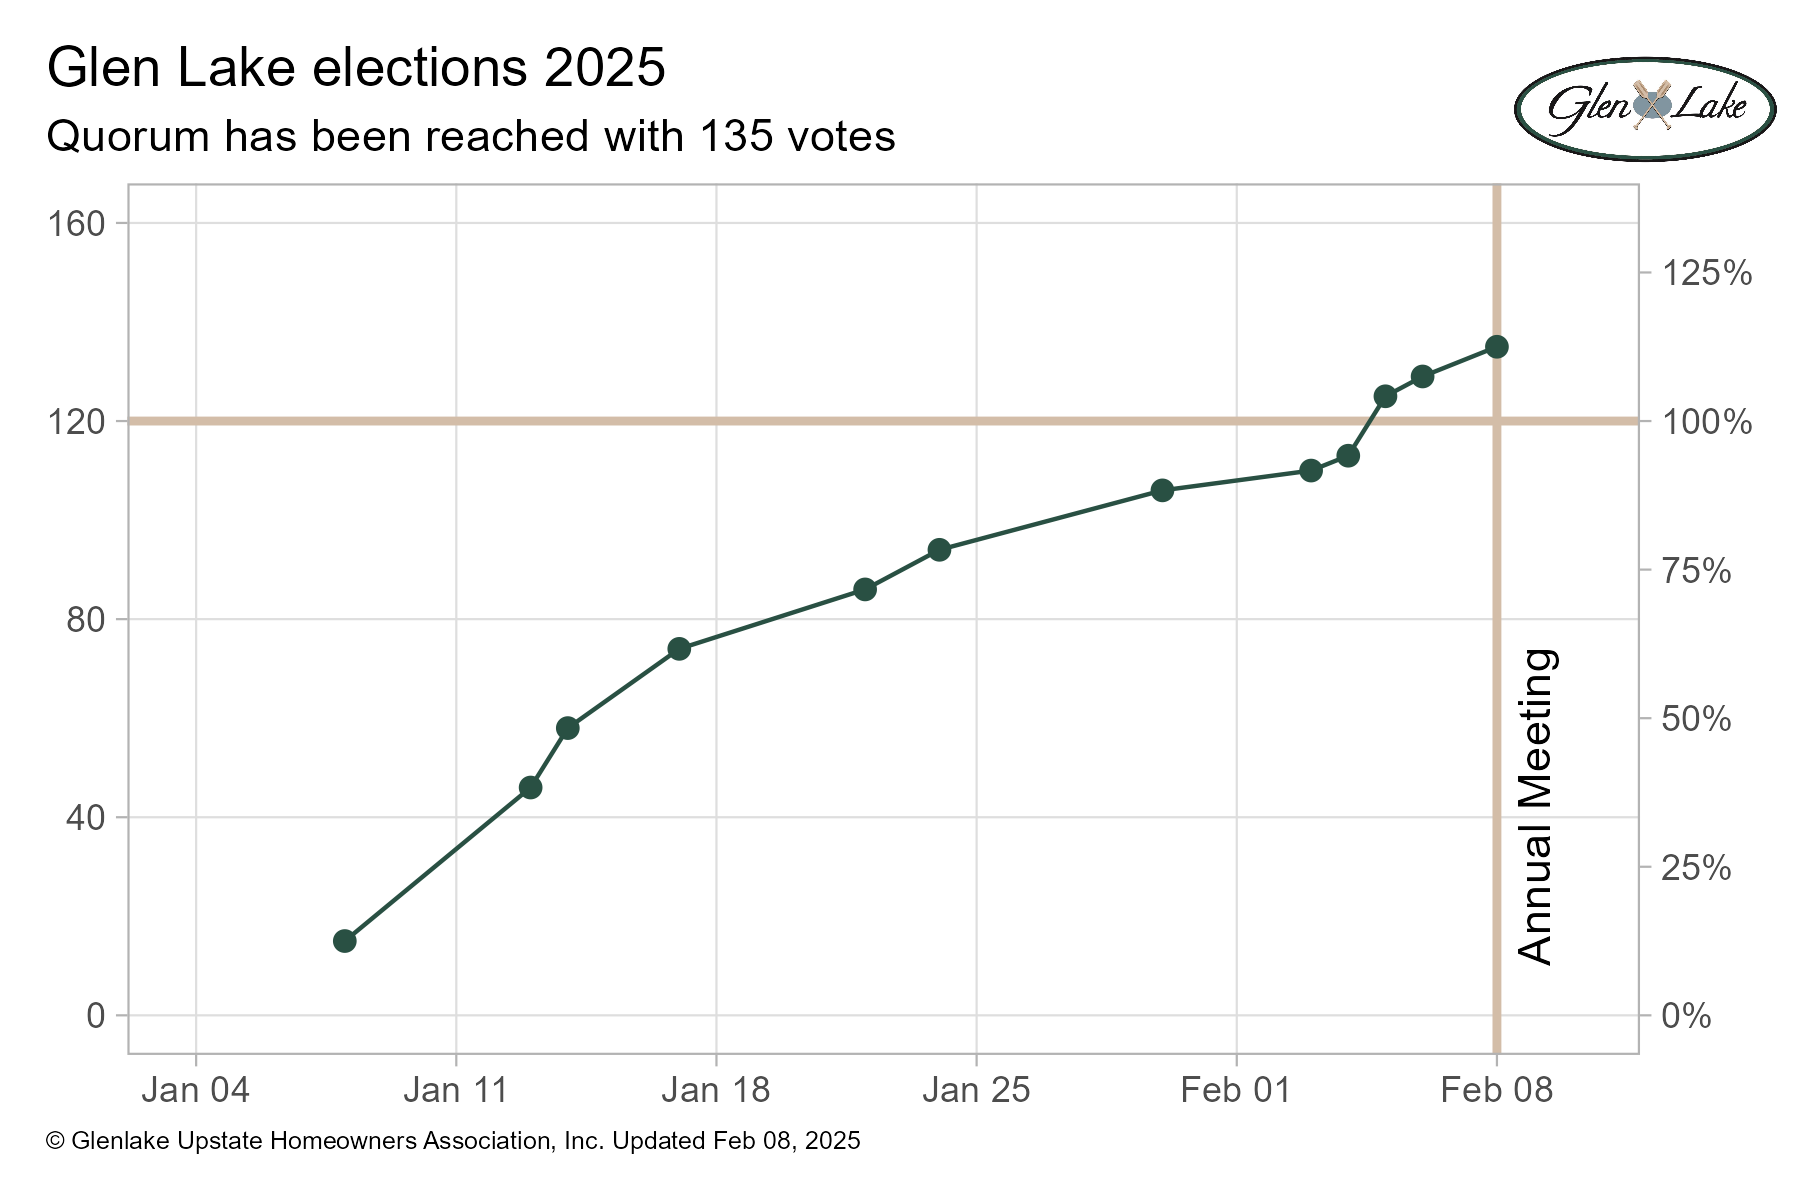 Glen Lake elections 2025
Quorum has been reached with 135 votes
Glen Lake
160
120
80
40
0
125%
100%
75%
50%
25%
0%
Annual Meeting
Jan 04
Jan 11
Jan 18
Jan 25
Feb 01
Feb 08
© Glenlake Upstate Homeowners Association, Inc. Updated Feb 08, 2025